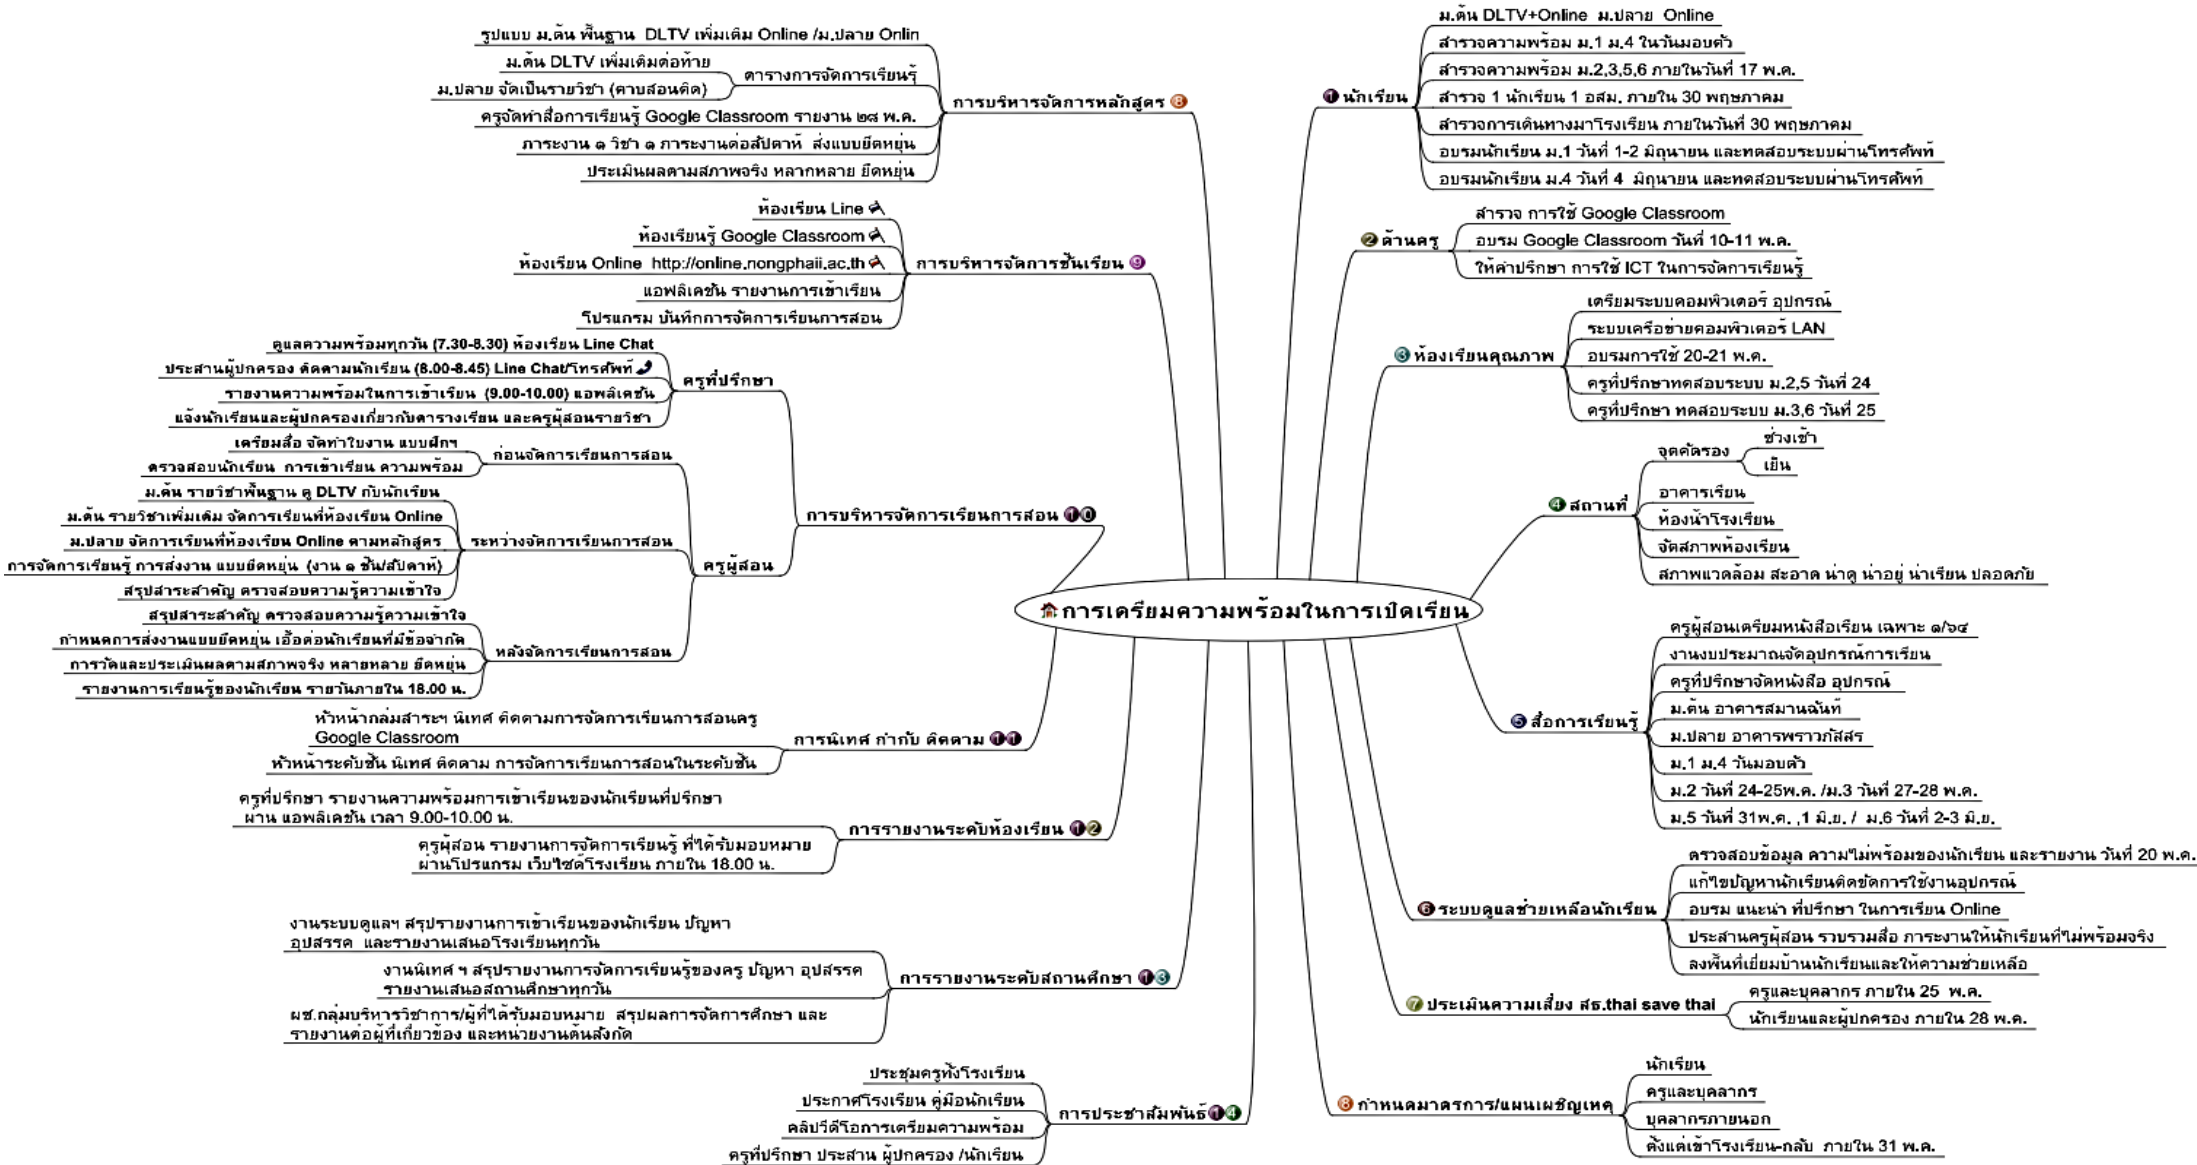 การเตรียมความพร้อมในการเปิดเรียน
1 นักเรียน
ม.ต้น DLTV+Online ม.ปลาย Online
สำรวจความพร้อม ม.1 ม.4 ในวันมอบตัว
สำรวจความพร้อม ม.2,3,5,6 ภายในวันที่ 17 พ.ค.
สำรวจ 1 นักเรียน 1 อสม. ภายใน 30 พฤษภาคม
สำรวจการเดินทางมาโรงเรียน ภายในวันที่ 30 พฤษภาคม
อบรมนักเรียน ม.1 วันที่ 1-2 มิถุนายน และทดสอบระบบผ่านโทรศัพท์
อบรมนักเรียน ม.4 วันที่ 4 มิถุนายน และทดสอบระบบผ่านโทรศัพท์
2 ด้านครู
สำรวจ การใช้ Google Classroom
อบรม Google Classroom วันที่ 10-11 พ.ค.
ให้คำปรึกษา การใช้ ICT ในการจัดการเรียนรู้
3 ห้องเรียนคุณภาพ
เตรียมระบบคอมพิวเตอร์ อุปกรณ์
ระบบเครือข่ายคอมพิวเตอร์ LAN
อบรมการใช้ 20-21 พ.ค.
ครูที่ปรึกษาทดสอบระบบ ม.2,5 วันที่ 24
ครูที่ปรึกษา ทดสอบระบบ ม.3,6 วันที่ 25
4 สถานที่
จุดคัดรอง
ช่วงเช้า
เย็น
อาคารเรียน
ห้องน้ำโรงเรียน
จัดสภาพห้องเรียน
สภาพแวดล้อม สะอาด น่าดู น่าอยู่ น่าเรียน ปลอดภัย
5 สื่อการเรียนรู้
ครูผู้สอนเตรียมหนังสือเรียน เฉพาะ ๑/๖๔
งานงบประมาณจัดอุปกรณ์การเรียน
ครูที่ปรึกษาจัดหนังสือ อุปกรณ์
ม.ต้น อาคารสมานฉันท์
ม.ปลาย อาคารพราวภัสสร
ม.1 ม.4 วันมอบตัว
ม.2 วันที่ 24-25พ.ค. /ม.3 วันที่ 27-28 พ.ค.
ม.5 วันที่ 31พ.ค. ,1 มิ.ย. / ม.6 วันที่ 2-3 มิ.ย.
6 ระบบดูแลช่วยเหลือนักเรียน
ตรวจสอบข้อมูล ความไม่พร้อมของนักเรียน และรายงาน วันที่ 20 พ.ค.
แก้ไขปัญหานักเรียนติดขัดการใช้งานอุปกรณ์
อบรม แนะนำ ที่ปรึกษา ในการเรียน Online
ประสานครูผู้สอน รวบรวมสื่อ ภาระงานให้นักเรียนที่ไม่พร้อมจริง
ลงพื้นที่เยี่ยมบ้านนักเรียนและให้ความช่วยเหลือ
7 ประเมินความเสี่ยง สธ.thai save thai
ครูและบุคลากร ภายใน 25 พ.ค.
นักเรียนและผู้ปกครอง ภายใน 28 พ.ค.
8 กำหนดมาตรการ/แผนเผชิญเหตุ
นักเรียน
ครูและบุคลากร
บุคลากรภายนอก
ตั้งแต่เข้าโรงเรียน-กลับ ภายใน 31 พ.ค.
การบริหารจัดการหลักสูตร 8
รูปแบบ ม.ต้น พื้นฐาน DLTV เพิ่มเติม Online /ม.ปลาย Onlin
ตารางการจัดการเรียนรู้
ม.ต้น DLTV เพิ่มเติมต่อท้าย
ม.ปลาย จัดเป็นรายวิชา (คาบสอนติด)
ครูจัดทำสื่อการเรียนรู้ Google Classroom รายงาน ๒๘ พ.ค.
ภาระงาน ๑ วิชา ๑ ภาระงานต่อสัปดาห์ ส่งแบบยืดหยุ่น
ประเมินผลตามสภาพจริง หลากหลาย ยืดหยุ่น
การบริหารจัดการชั้นเรียน 9
ห้องเรียน Line
ห้องเรียนรู้ Google Classroom
ห้องเรียน Online http://online.nongphaii.ac.th
แอพลิเคชัน รายงานการเข้าเรียน
โปรแกรม บันทึกการจัดการเรียนการสอน
การบริหารจัดการเรียนการสอน 10
ครูที่ปรึกษา
ดูแลความพร้อมทุกวัน (7.30-8.30) ห้องเรียน Line Chat
ประสานผู้ปกครอง ติดตามนักเรียน (8.00-8.45) Line Chat/โทรศัพท์
รายงานความพร้อมในการเข้าเรียน (9.00-10.00) แอพลิเคชัน
แจ้งนักเรียนและผู้ปกครองเกี่ยวกับตารางเรียน และครูผู้สอนรายวิชา
ครูผู้สอน
ก่อนจัดการเรียนการสอน
เตรียมสื่อ จัดทำใบงาน แบบฝึกฯ
ตรวจสอบนักเรียน การเข้าเรียน ความพร้อม
ระหว่างจัดการเรียนการสอน
ม.ต้น รายวิชาพื้นฐาน ดู DLTV กับนักเรียน
ม.ต้น รายวิชาเพิ่มเติม จัดการเรียนที่ห้องเรียน Online
ม.ปลาย จัดการเรียนที่ห้องเรียน Online ตามหลักสูตร
การจัดการเรียนรู้ การส่งงาน แบบยืดหยุ่น (งาน ๑ ชิ้น/สัปดาห์)
สรุปสาระสำคัญ ตรวจสอบความรู้ความเข้าใจ
หลังจัดการเรียนการสอน
สรุปสาระสำคัญ ตรวจสอบความรู้ความเข้าใจ
กำหนดการส่งงานแบบยืดหยุ่น เอื้อต่อนักเรียนที่มีข้อจำกัด
การวัดและประเมินผลตามสภาพจริง หลายหลาย ยืดหยุ่น
รายงานการเรียนรู้ของนักเรียน รายวันภายใน 18.00 น.
การนิเทศ กำกับ ติดตาม 11
หัวหน้ากลุ่มสาระฯ นิเทศ ติดตามการจัดการเรียนการสอนครู
Google Classroom
หัวหน้าระดับชั้น นิเทศ ติดตาม การจัดการเรียนการสอนในระดับชั้น
การรายงานระดับห้องเรียน 12
ครูที่ปรึกษา รายงานความพร้อมการเข้าเรียนของนักเรียนที่ปรึกษา
ผ่าน แอพลิเคชัน เวลา 9.00-10.00 น.
ครูผู้สอน รายงานการจัดการเรียนรู้ ที่ได้รับมอบหมาย
ผ่านโปรแกรม เว็บไซต์โรงเรียน ภายใน 18.00 น.
การรายงานระดับสถานศึกษา 13
งานระบบดูแลฯ สรุปรายงานการเข้าเรียนของนักเรียน ปัญหา
อุปสรรค และรายงานเสนอโรงเรียนทุกวัน
งานนิเทศ ฯ สรุปรายงานการจัดการเรียนรู้ของครู ปัญหา อุปสรรค
รายงานเสนอสถานศึกษาทุกวัน
ผช.กลุ่มบริหารวิชาการ/ผู้ที่ได้รับมอบหมาย สรุปผลการจัดการศึกษา และ
รายงานต่อผู้ที่เกี่ยวข้อง และหน่วยงานต้นสังกัด
การประชาสัมพันธ์ 14
ประชุมครูทั้งโรงเรียน
ประกาศโรงเรียน คู่มือนักเรียน
คลิปวีดีโอการเตรียมความพร้อม
ครูที่ปรึกษา ประสาน ผู้ปกครอง /นักเรียน